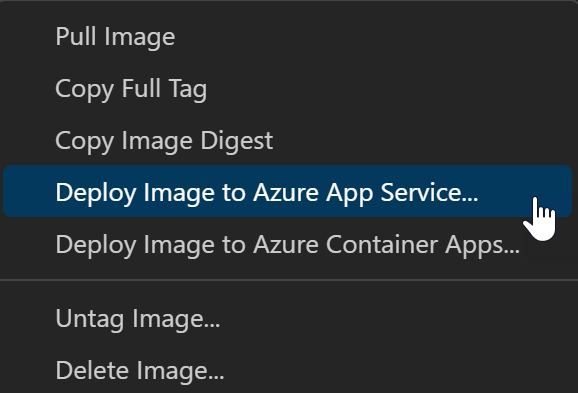 Pull Image
Copy Full Tag
Copy Image Digest
Deploy Image to Azure App Service...
Deploy Image to Azure Container Apps...
Untag Image...
Delete Image...